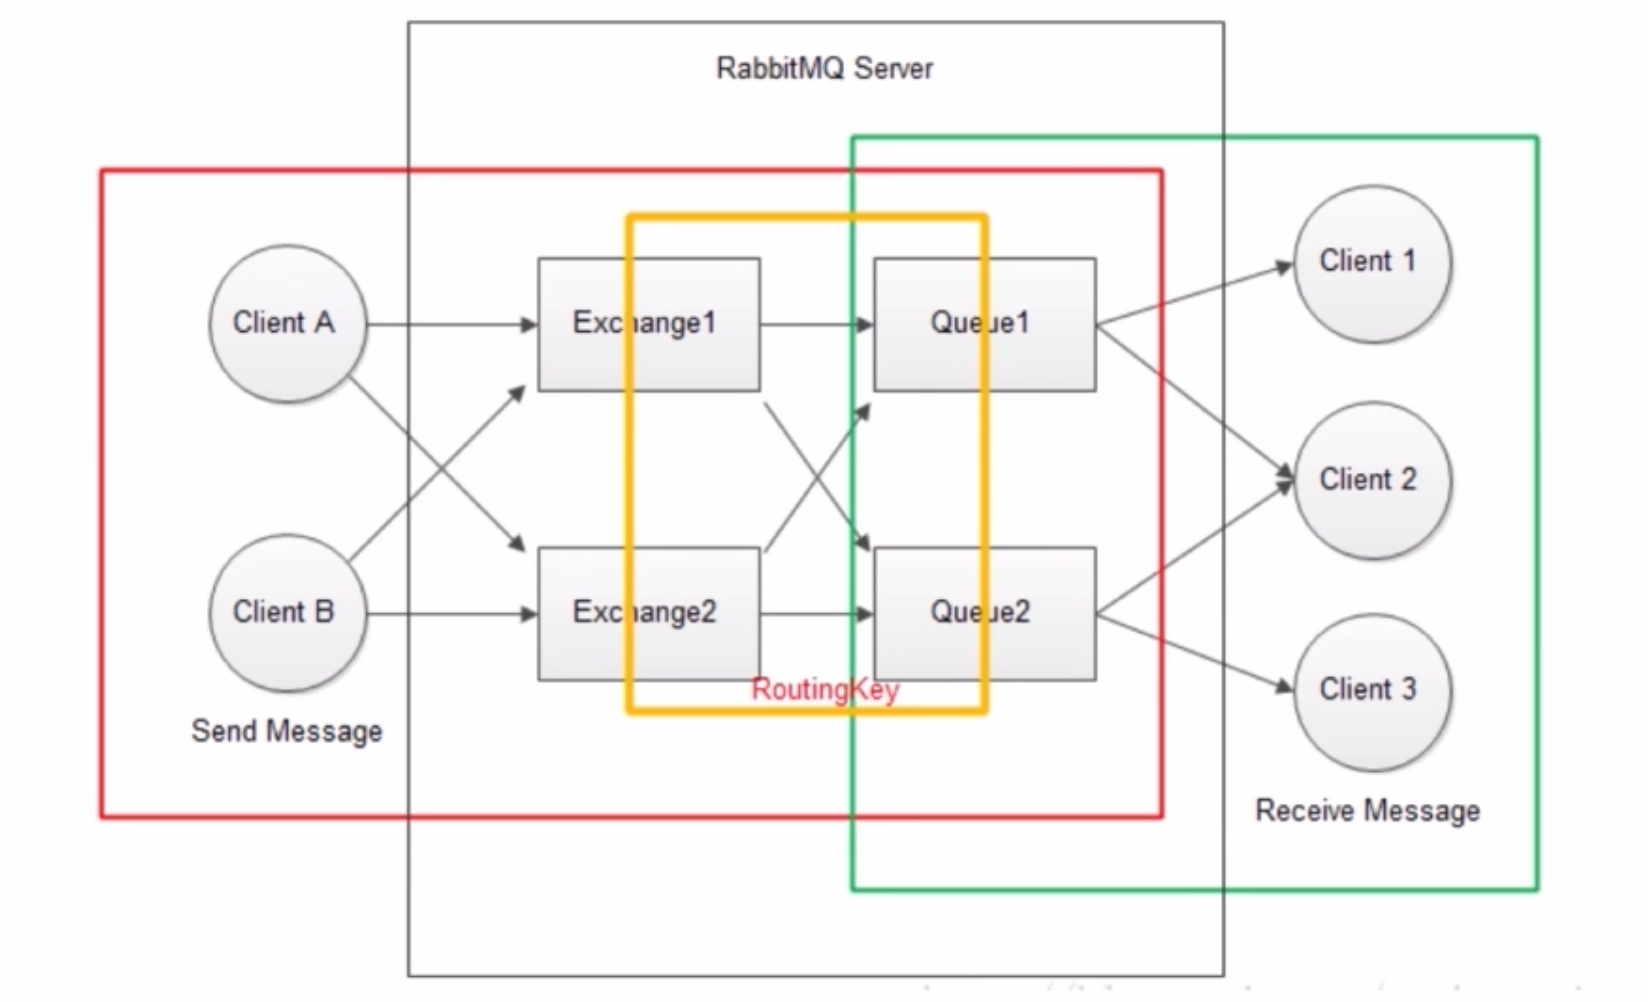 RabbitMQ Server
Client A
Exchange1
Queue1
Client 1
Client 2
Client B
Exchange2
Queue2
Client 3
RoutingKey
Send Message
Receive Message